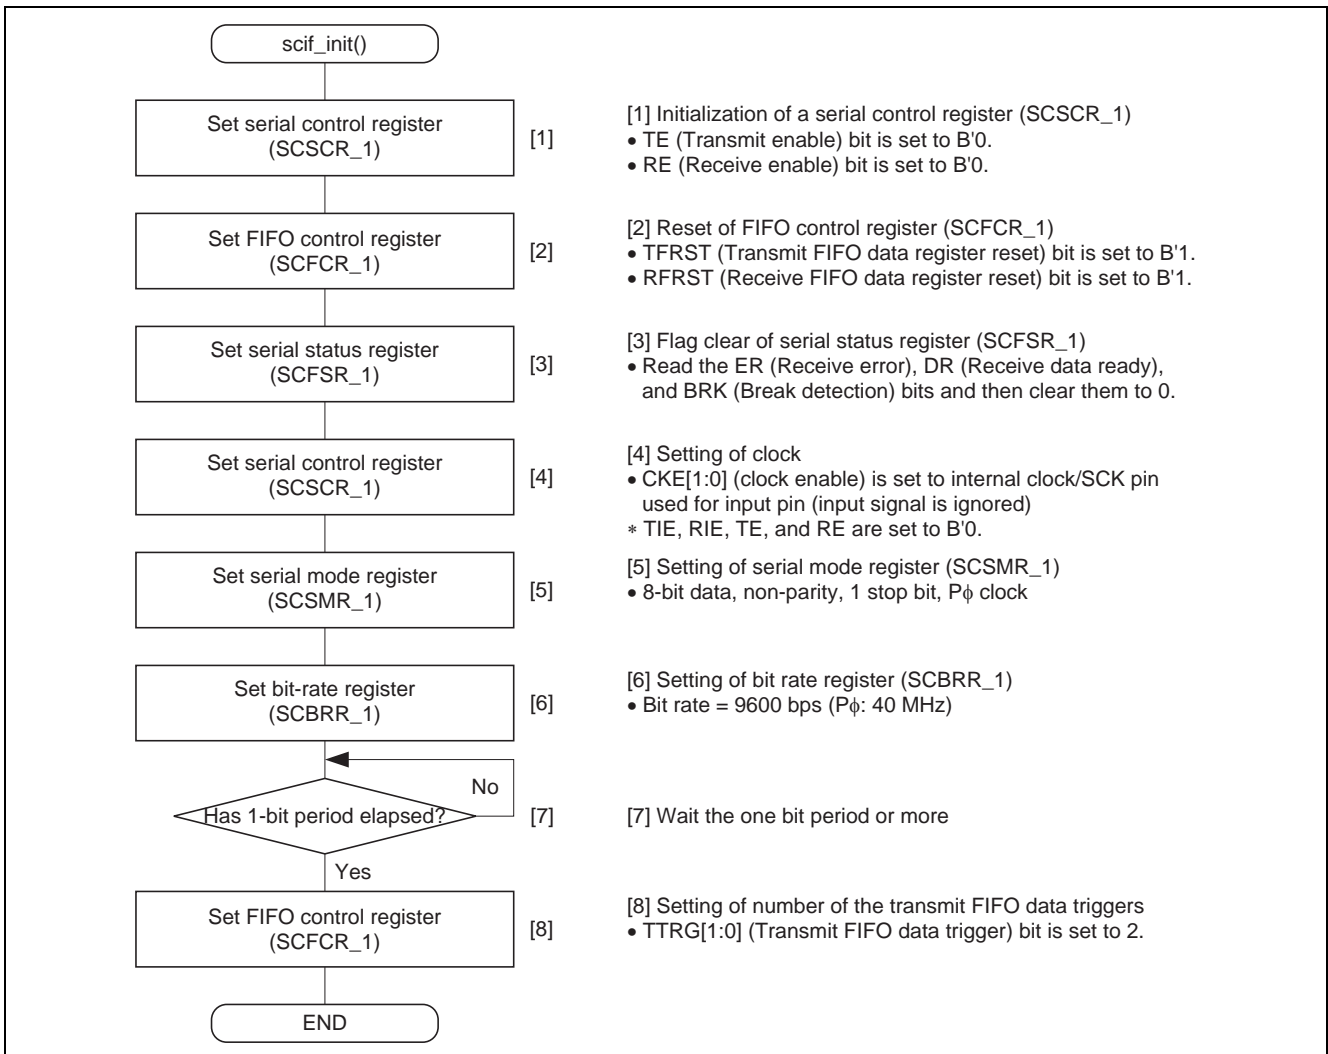 scif_init()
Set serial control register
(SCSCR_1)
[1]
[1] Initialization of a serial control register (SCSCR_1)
• TE (Transmit enable) bit is set to B'0.
• RE (Receive enable) bit is set to B'0.
Set FIFO control register
(SCFCR_1)
[2]
[2] Reset of FIFO control register (SCFCR_1)
• TFRST (Transmit FIFO data register reset) bit is set to B'1.
• RFRST (Receive FIFO data register reset) bit is set to B'1.
Set serial status register
(SCFSR_1)
[3]
[3] Flag clear of serial status register (SCFSR_1)
• Read the ER (Receive error), DR (Receive data ready),
and BRK (Break detection) bits and then clear them to 0.
Set serial control register
(SCSCR_1)
[4]
[4] Setting of clock
• CKE[1:0] (clock enable) is set to internal clock/SCK pin
used for input pin (input signal is ignored)
* TIE, RIE, TE, and RE are set to B'0.
Set serial mode register
(SCSMR_1)
[5]
[5] Setting of serial mode register (SCSMR_1)
• 8-bit data, non-parity, 1 stop bit, Pϕ clock
Set bit-rate register
(SCBRR_1)
[6]
[6] Setting of bit rate register (SCBRR_1)
• Bit rate = 9600 bps (Pϕ: 40 MHz)
No
Has 1-bit period elapsed?
[7]
[7] Wait the one bit period or more
Yes
Set FIFO control register
(SCFCR_1)
[8]
[8] Setting of number of the transmit FIFO data triggers
• TTRG[1:0] (Transmit FIFO data trigger) bit is set to 2.
END